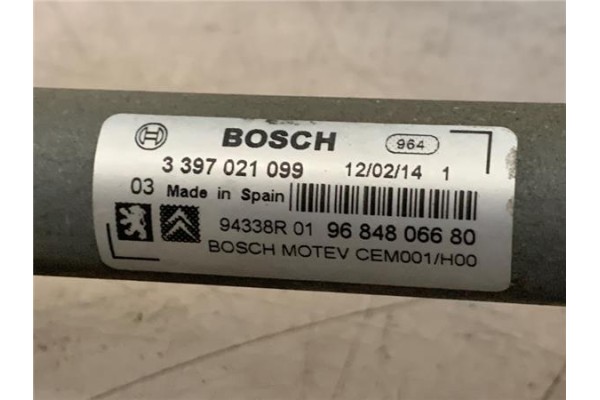 BOSCH 964
3 397 021 099 12/02/14 1
03 Made in Spain
94338R 01 96 848 066 80
BOSCH MOTEV CEM001/H00